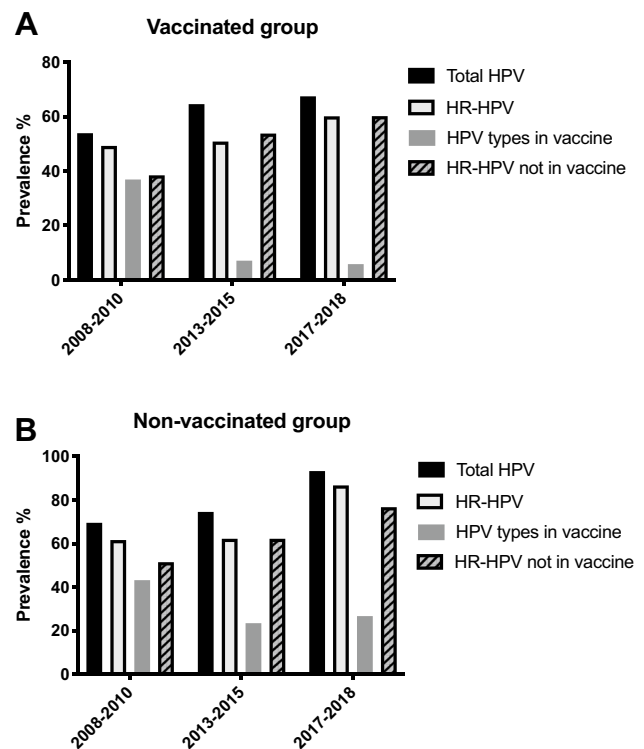 A
Vaccinated group
Prevalence %
80
60
40
20
0
2008-2010
2013-2015
2017-2018
Total HPV
HR-HPV
HPV types in vaccine
HR-HPV not in vaccine
B
Non-vaccinated group
Prevalence %
100
80
60
40
20
0
2008-2010
2013-2015
2017-2018
Total HPV
HR-HPV
HPV types in vaccine
HR-HPV not in vaccine